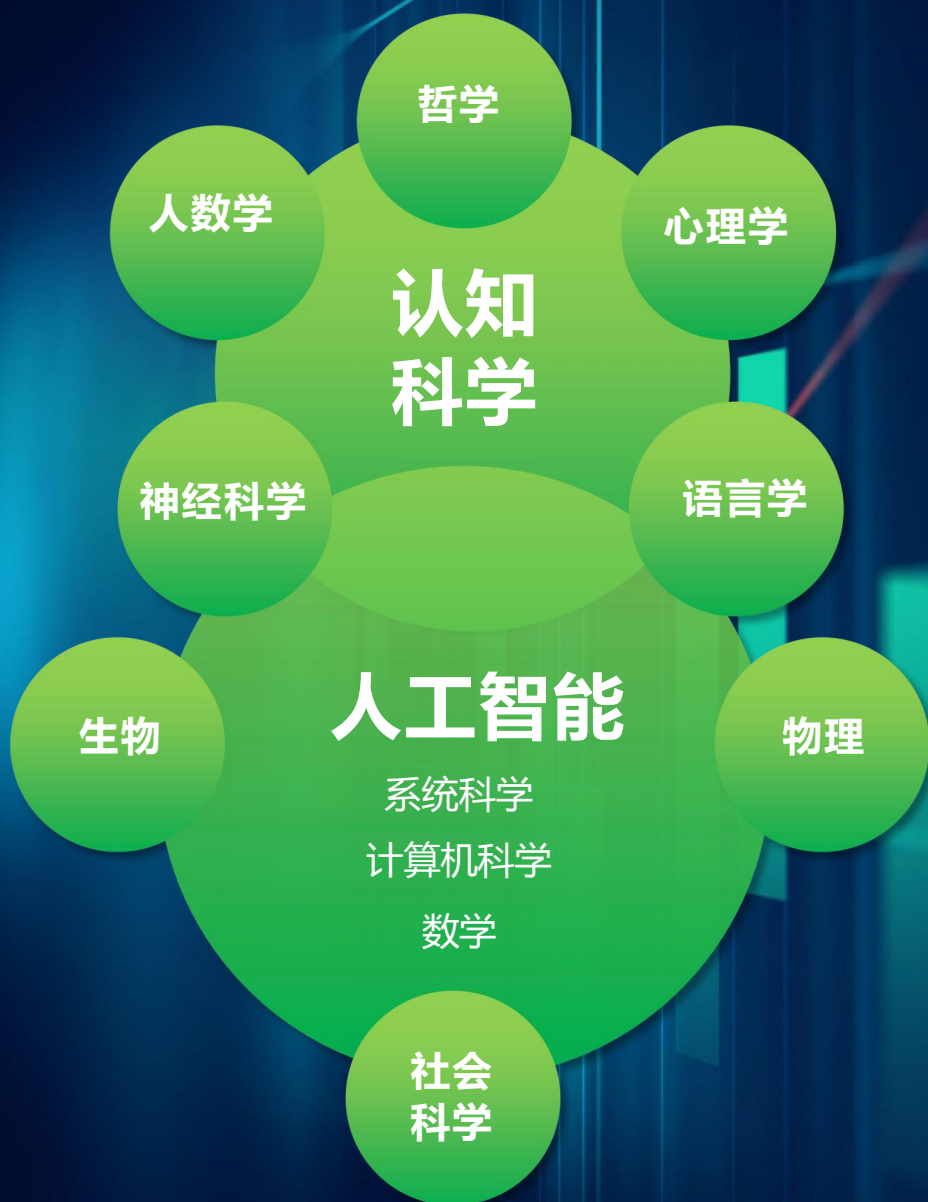 哲学
人数学
心理学
认知
科学
神经科学
语言学
人工智能
生物
物理
系统科学
计算机科学
数学
社会
科学